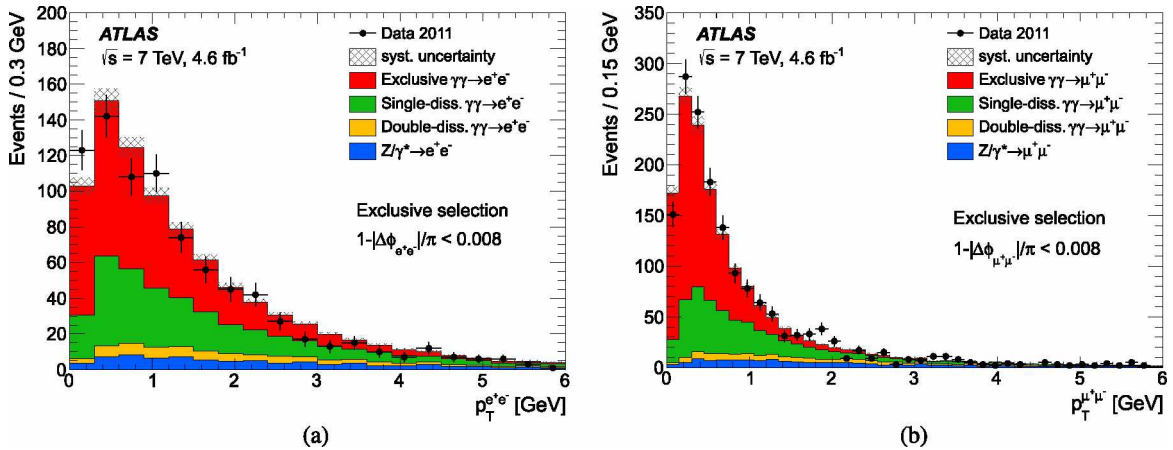 Events / 0.3 GeV
200
180
160
140
120
100
80
60
40
20
0
ATLAS
√s = 7 TeV, 4.6 fb⁻¹
Data 2011
syst. uncertainty
Exclusive γγ→e⁺e⁻
Single-diss. γγ→e⁺e⁻
Double-diss. γγ→e⁺e⁻
Z/γ*→e⁺e⁻
Exclusive selection
1-|Δϕ_e⁺e⁻|/π < 0.008
0 1 2 3 4 5 6
p_T^e⁺e⁻ [GeV]
(a)
Events / 0.15 GeV
350
300
250
200
150
100
50
0
ATLAS
√s = 7 TeV, 4.6 fb⁻¹
Data 2011
syst. uncertainty
Exclusive γγ→μ⁺μ⁻
Single-diss. γγ→μ⁺μ⁻
Double-diss. γγ→μ⁺μ⁻
Z/γ*→μ⁺μ⁻
Exclusive selection
1-|Δϕ_μ⁺μ⁻|/π < 0.008
0 1 2 3 4 5 6
p_T^μ⁺μ⁻ [GeV]
(b)